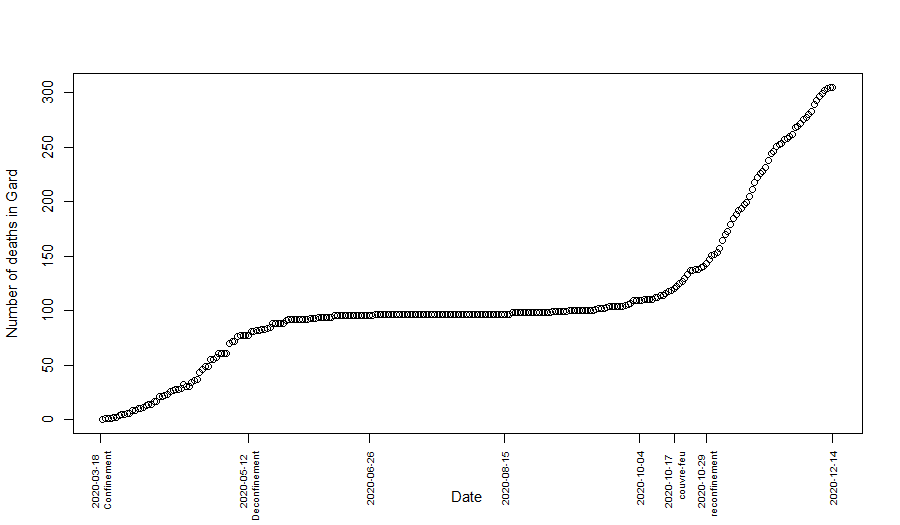 Number of deaths in Gard
300
250
200
150
100
50
0
2020-03-18
Confinement
2020-05-12
Deconfinement
2020-06-26
2020-08-15
2020-10-04
2020-10-17
couvre-feu
2020-10-29
reconfinement
2020-12-14
Date